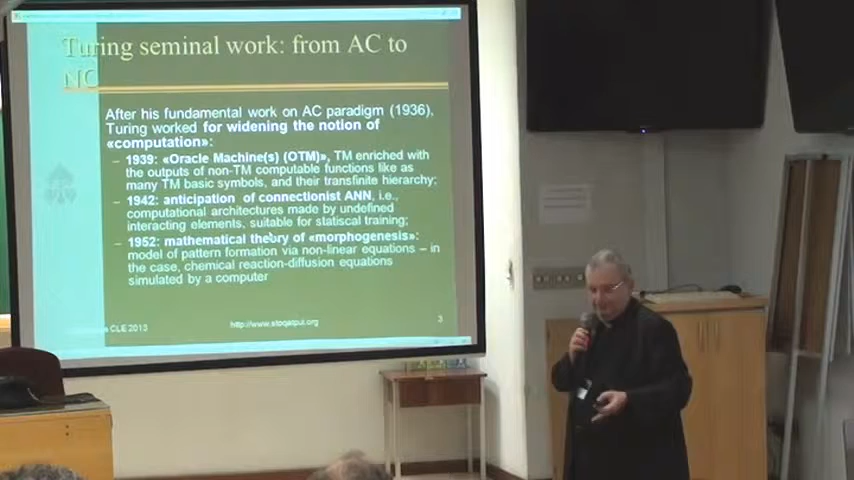 Turing seminal work: from AC to
NC
After his fundamental work on AC paradigm (1936),
Turing worked for widening the notion of
«computation»:
– 1939: «Oracle Machine(s) (OTM)», TM enriched with
the outputs of non-TM computable functions like as
many TM basic symbols, and their transfinite hierarchy;
– 1942: anticipation of connectionist ANN, i.e.,
computational architectures made by undefined
interacting elements, suitable for statiscal training;
– 1952: mathematical theory of «morphogenesis»:
model of pattern formation via non-linear equations – in
the case, chemical reaction-diffusion equations
simulated by a computer
CLE 2013
http://www.stoqatpui.org
3